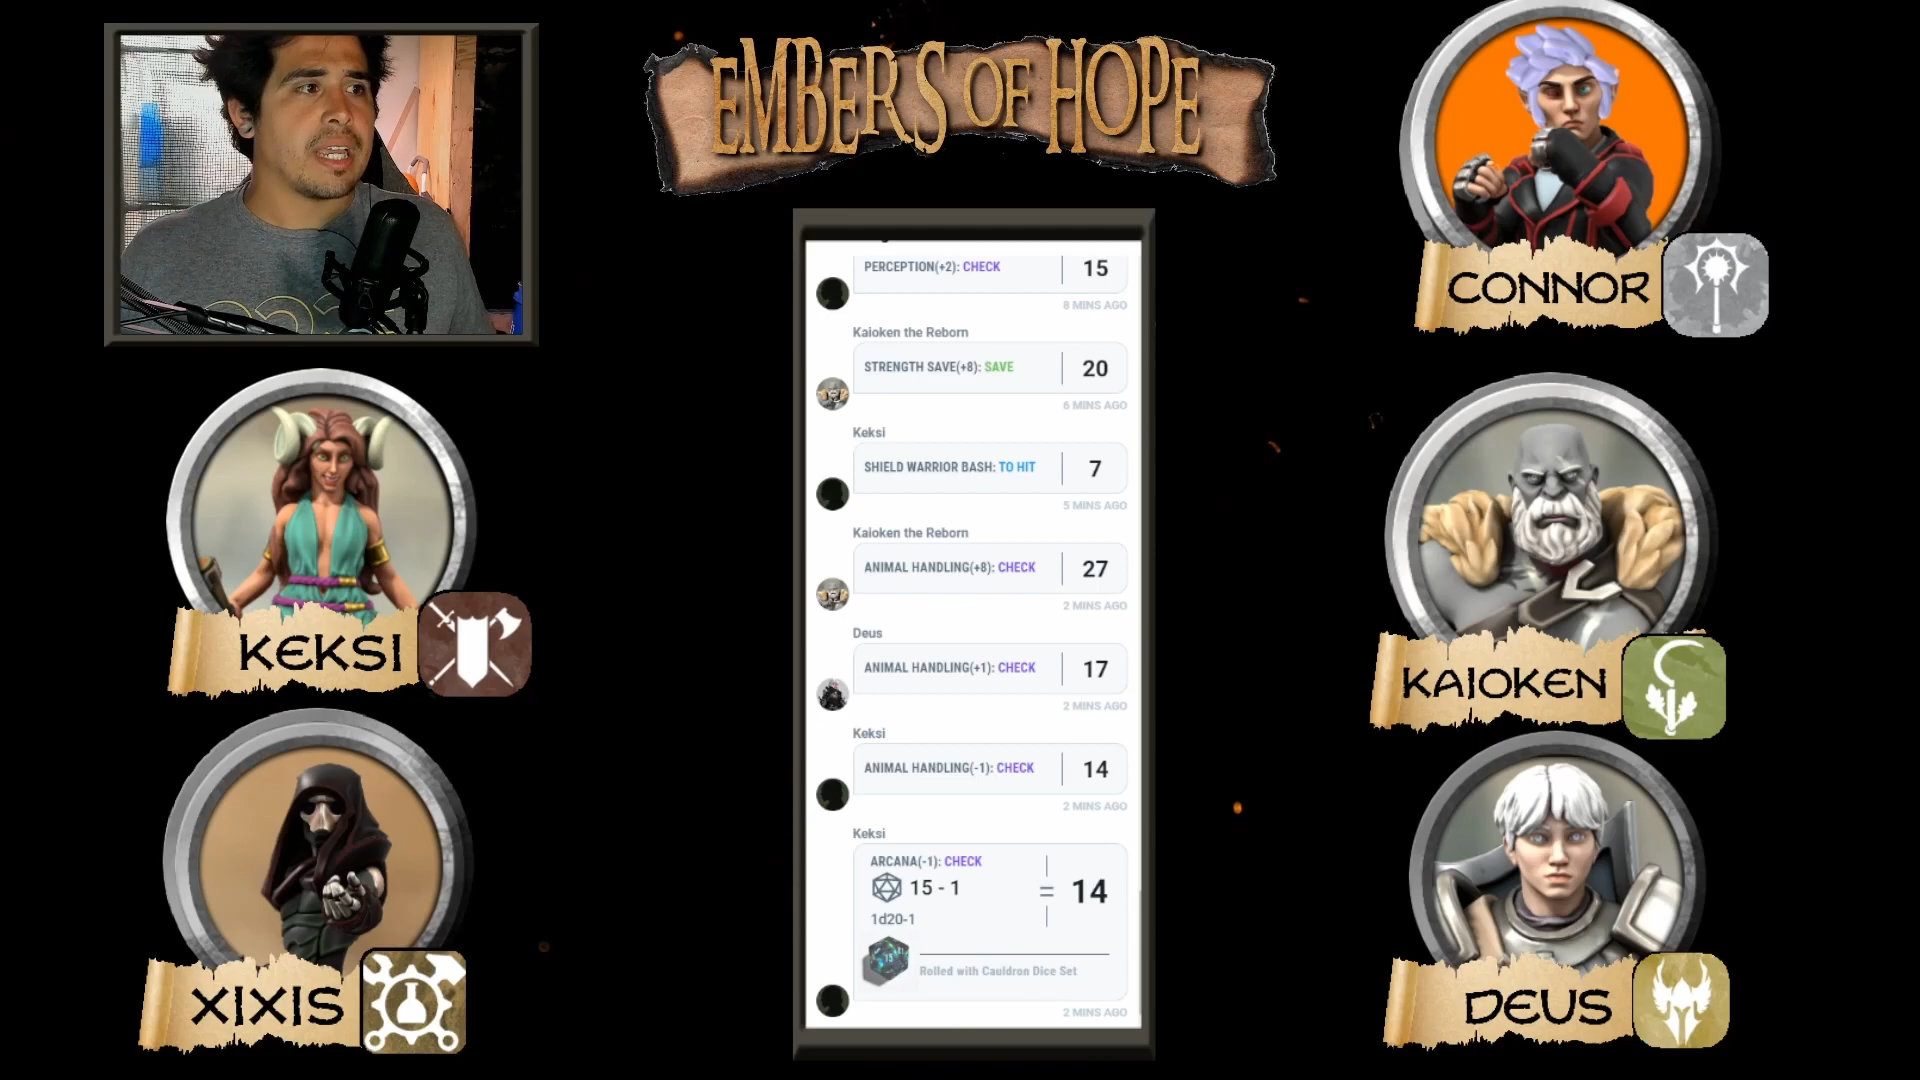 EMBERS OF HOPE
PERCEPTION(+2): CHECK
15
8 MINS AGO
Kaioken the Reborn
STRENGTH SAVE(+8): SAVE
20
6 MINS AGO
Keksi
SHIELD WARRIOR BASH: TO HIT
7
5 MINS AGO
Kaioken the Reborn
ANIMAL HANDLING(+8): CHECK
27
2 MINS AGO
Deus
ANIMAL HANDLING(+1): CHECK
17
2 MINS AGO
Keksi
ANIMAL HANDLING(-1): CHECK
14
2 MINS AGO
Keksi
ARCANA(-1): CHECK
15 - 1
= 14
1d20-1
Rolled with Cauldron Dice Set
2 MINS AGO
KEKSI
XIXIS
CONNOR
KAIOKEN
DEUS